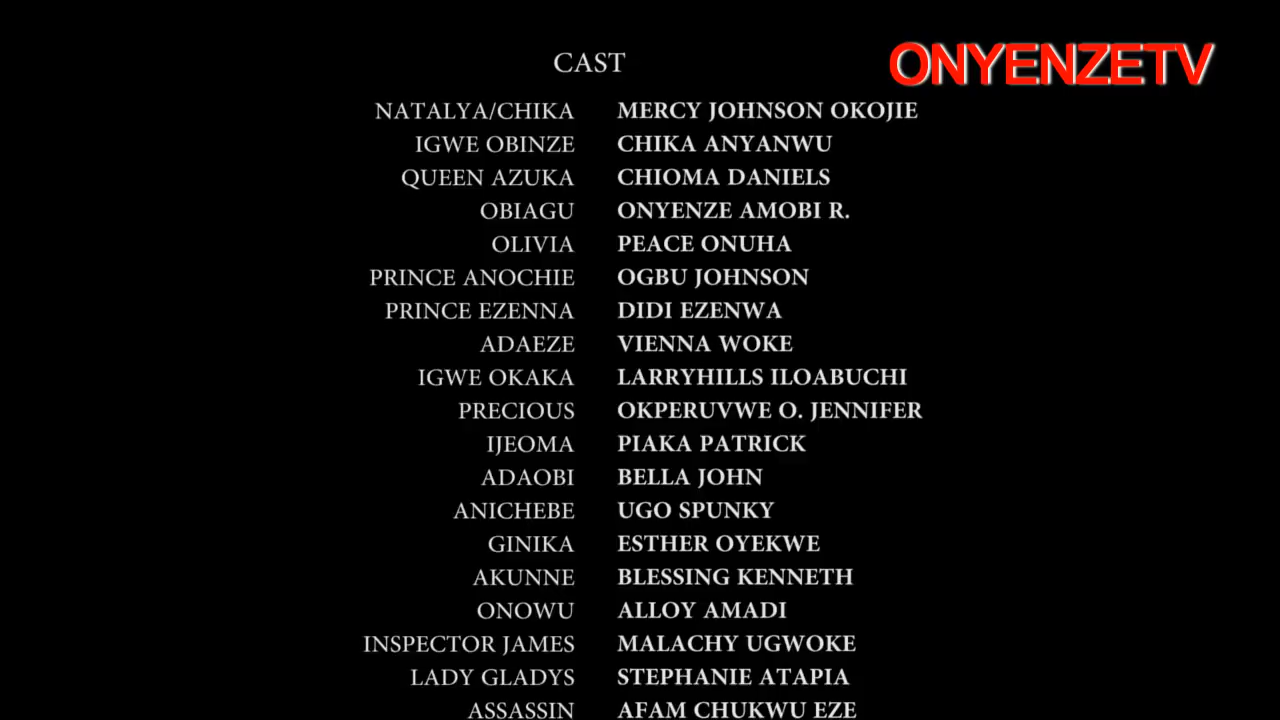 CAST
ONYENZETV
NATALYA/CHIKA MERCY JOHNSON OKOJIE
IGWE OBINZE CHIKA ANYANWU
QUEEN AZUKA CHIOMA DANIELS
OBIAGU ONYENZE AMOBI R.
OLIVIA PEACE ONUHA
PRINCE ANOCHIE OGBU JOHNSON
PRINCE EZENNA DIDI EZENWA
ADAEZE VIENNA WOKE
IGWE OKAKA LARRYHILLS ILOABUCHI
PRECIOUS OKPERUVWE O. JENNIFER
IJEOMA PIAKA PATRICK
ADAOBI BELLA JOHN
ANICHEBE UGO SPUNKY
GINIKA ESTHER OYEKWE
AKUNNE BLESSING KENNETH
ONOWU ALLOY AMADI
INSPECTOR JAMES MALACHY UGWOKE
LADY GLADYS STEPHANIE ATAPIA
ASSASSIN AFAM CHUKWU EZE